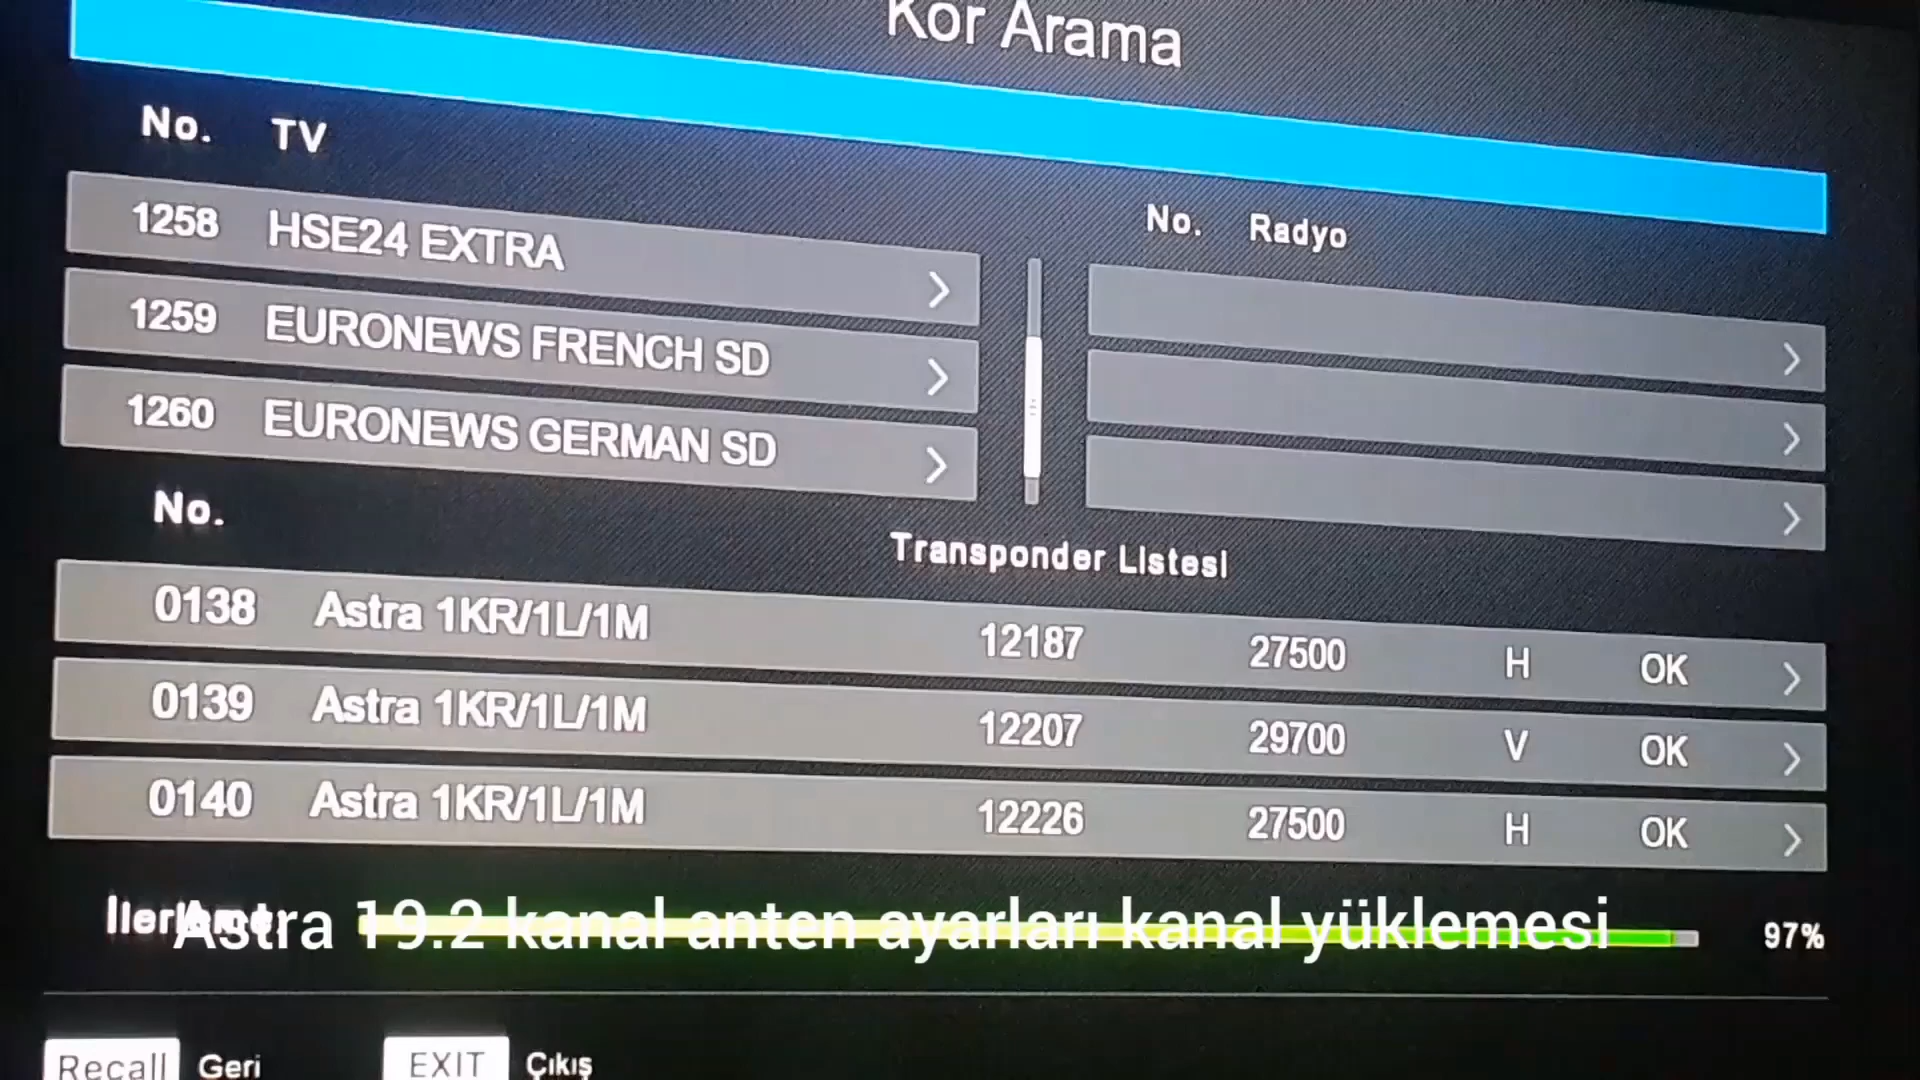 Kor Arama
No. TV
No. Radyo
1258 HSE24 EXTRA
1259 EURONEWS FRENCH SD
1260 EURONEWS GERMAN SD
No.
Transponder Listesi
0138 Astra 1KR/1L/1M 12187 27500 H OK
0139 Astra 1KR/1L/1M 12207 29700 V OK
0140 Astra 1KR/1L/1M 12226 27500 H OK
Astra 19.2 kanal anten ayarları kanal yüklemesi
97%
Recall Geri EXIT Çıkış